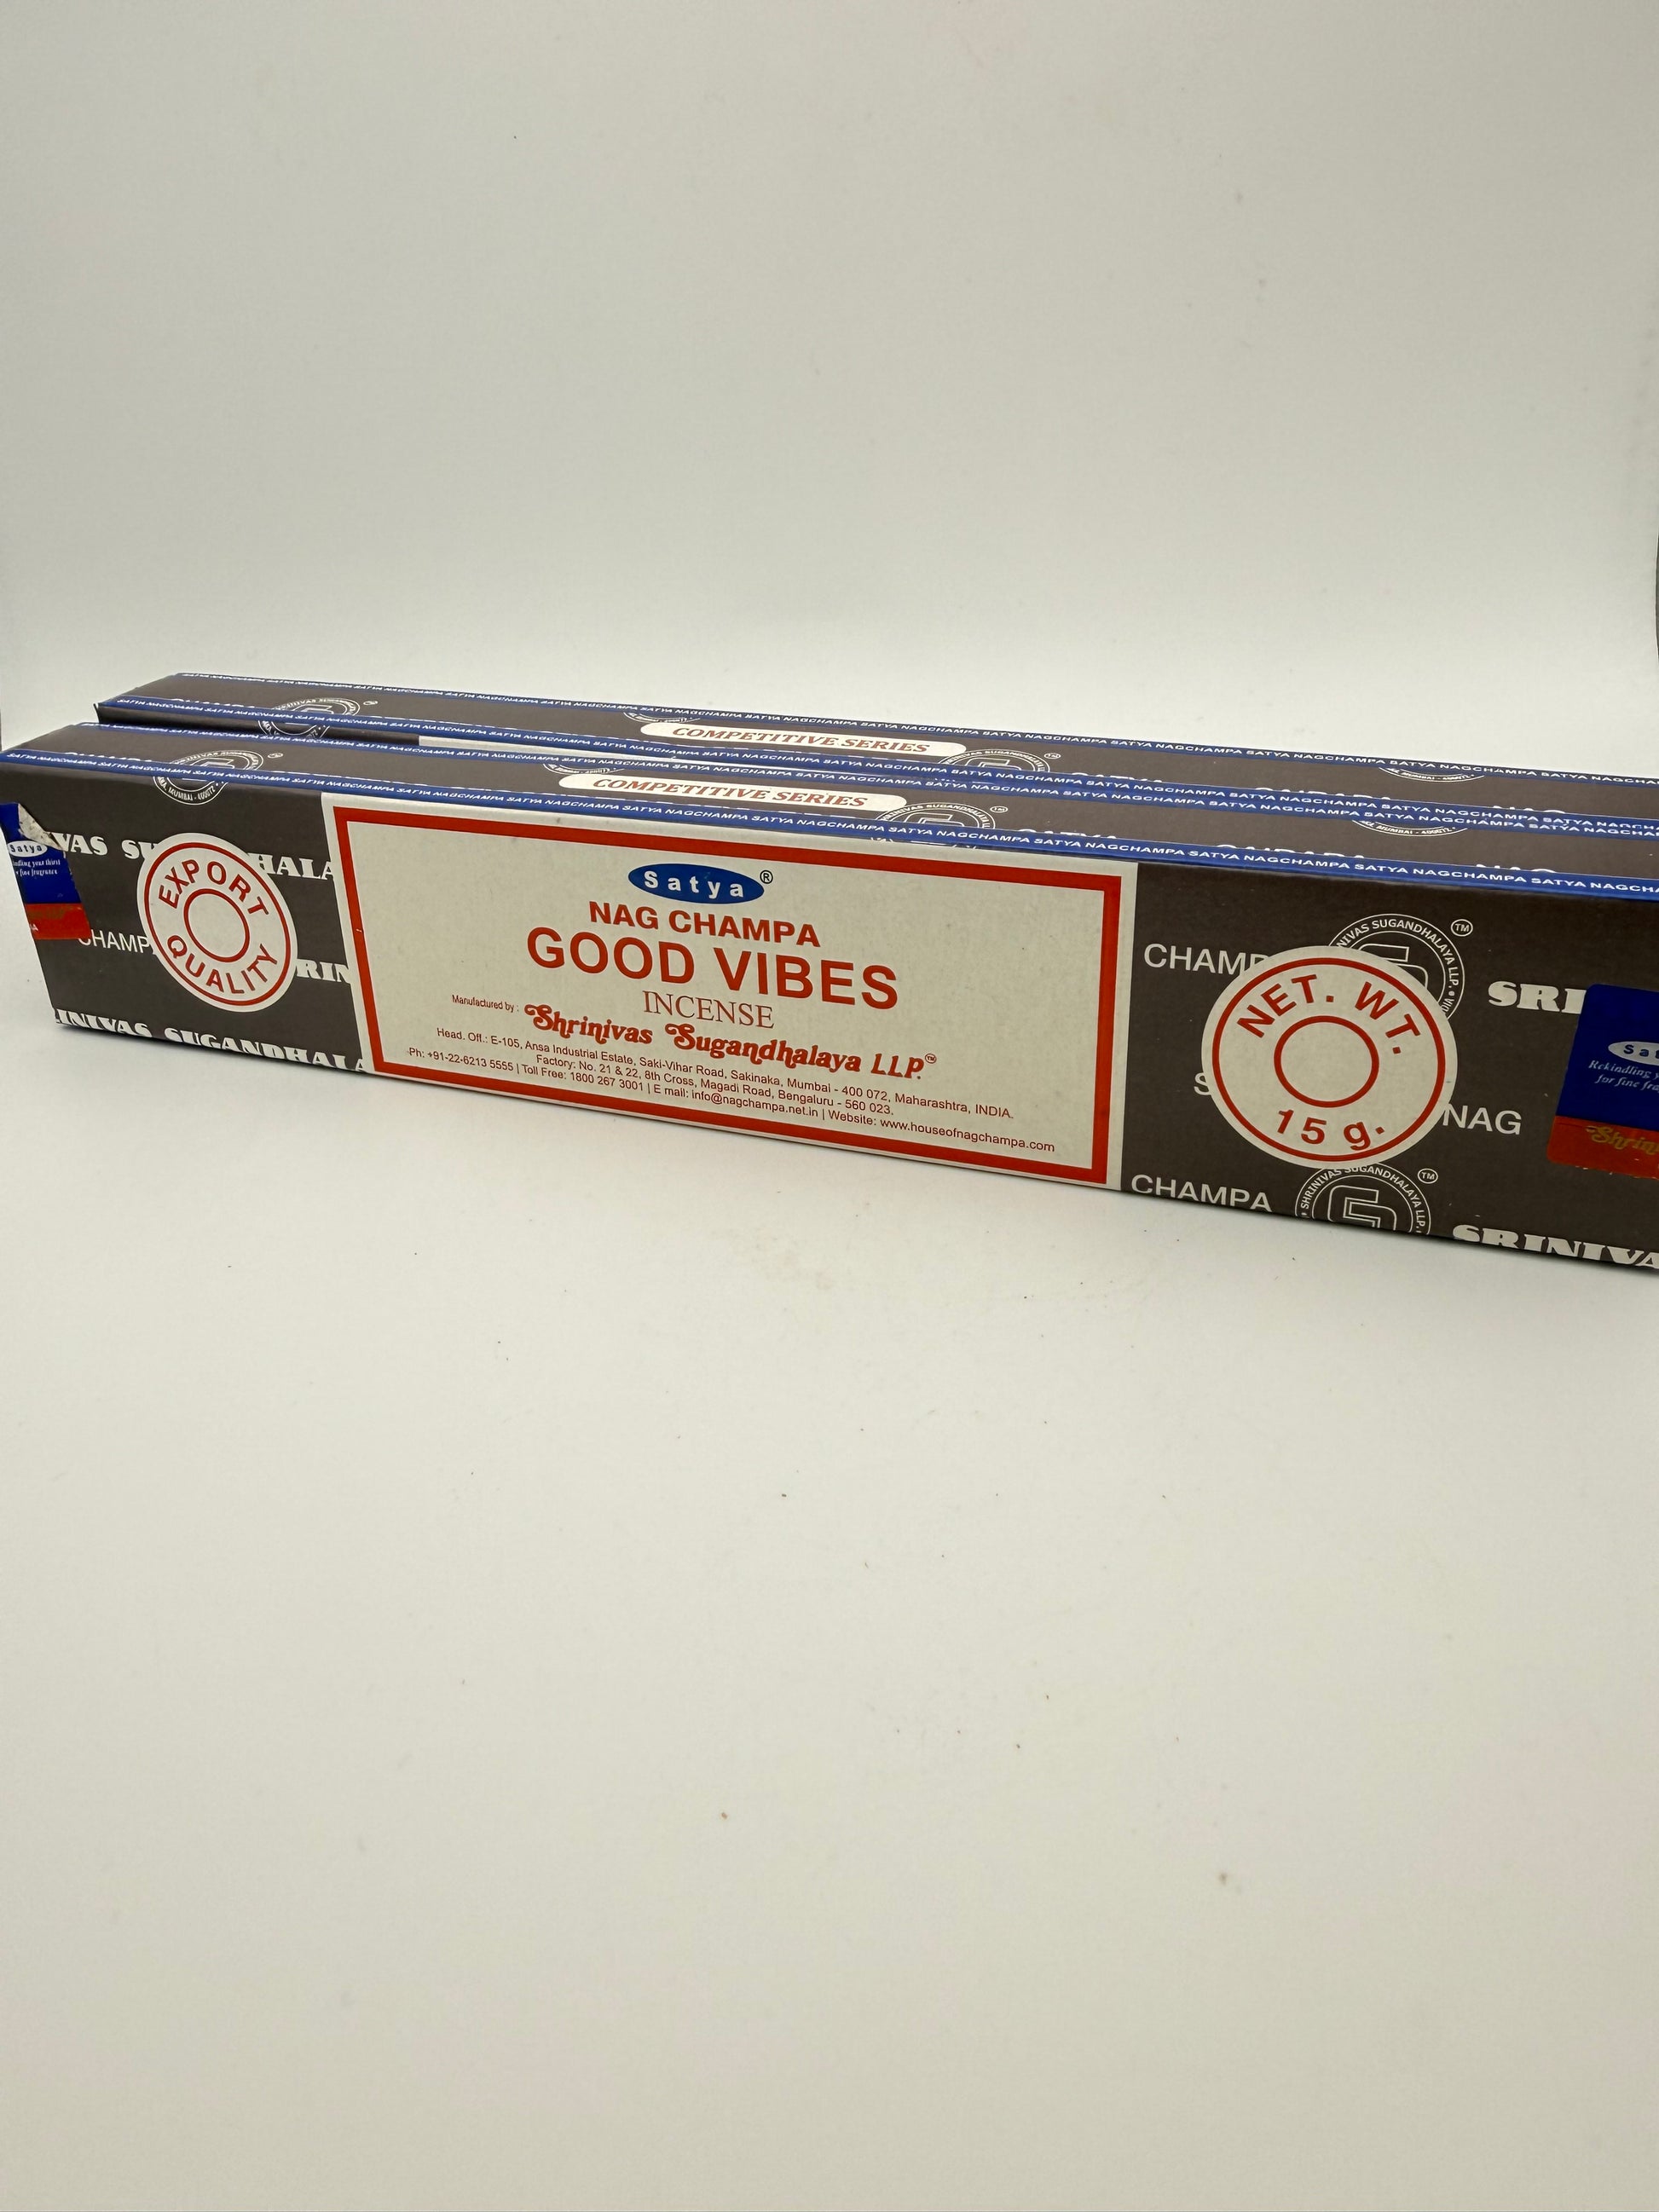 COMPETITIVE SERIES
COMPETITIVE SERIES
SATYA NAGCHAMPA SATYA NAGCHAMPA SATYA NAGCHAMPA SATYA NAGCHAMPA
EXPORT
QUALITY
Satya®
NAG CHAMPA
GOOD VIBES
INCENSE
Manufactured by : Shrinivas Sugandhalaya LLP.™
Head. Off.: E-105, Ansa Industrial Estate, Saki-Vihar Road, Sakinaka, Mumbai - 400 072, Maharashtra, INDIA.
Factory: No. 21 & 22, 8th Cross, Magadi Road, Bengaluru - 560 023.
Ph: +91-22-6213 5555 | Toll Free: 1800 267 3001 | E mail: info@nagchampa.net.in | Website: www.houseofnagchampa.com
NET. WT.
15 g.
NAG
CHAMPA
SHRINIVAS SUGANDHALAYA LLP.
TM